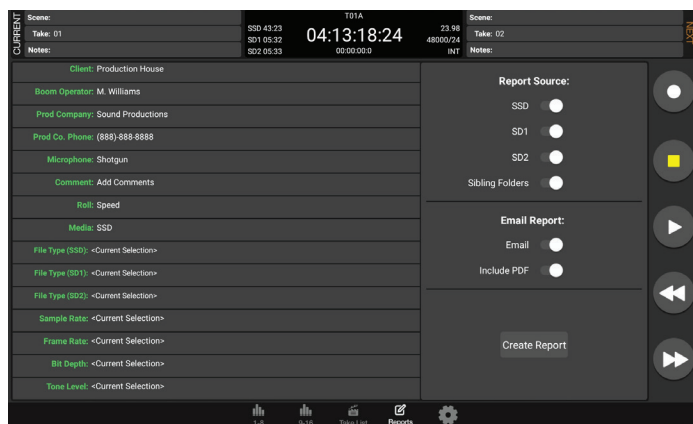 CURRENT
Scene:
Take: 01
Notes:
SSD 43:23
SD1 05:32
SD2 05:33
T01A
04:13:18:24
00:00:00:0
23.98
48000/24
INT
Scene:
Take: 02
Notes:
NEXT
Client: Production House
Boom Operator: M. Williams
Prod Company: Sound Productions
Prod Co. Phone: (888)-888-8888
Microphone: Shotgun
Comment: Add Comments
Roll: Speed
Media: SSD
File Type (SSD): <Current Selection>
File Type (SD1): <Current Selection>
File Type (SD2): <Current Selection>
Sample Rate: <Current Selection>
Frame Rate: <Current Selection>
Bit Depth: <Current Selection>
Tone Level: <Current Selection>
Report Source:
SSD
SD1
SD2
Sibling Folders
Email Report:
Email
Include PDF
Create Report
1-8
9-16
Take List
Reports